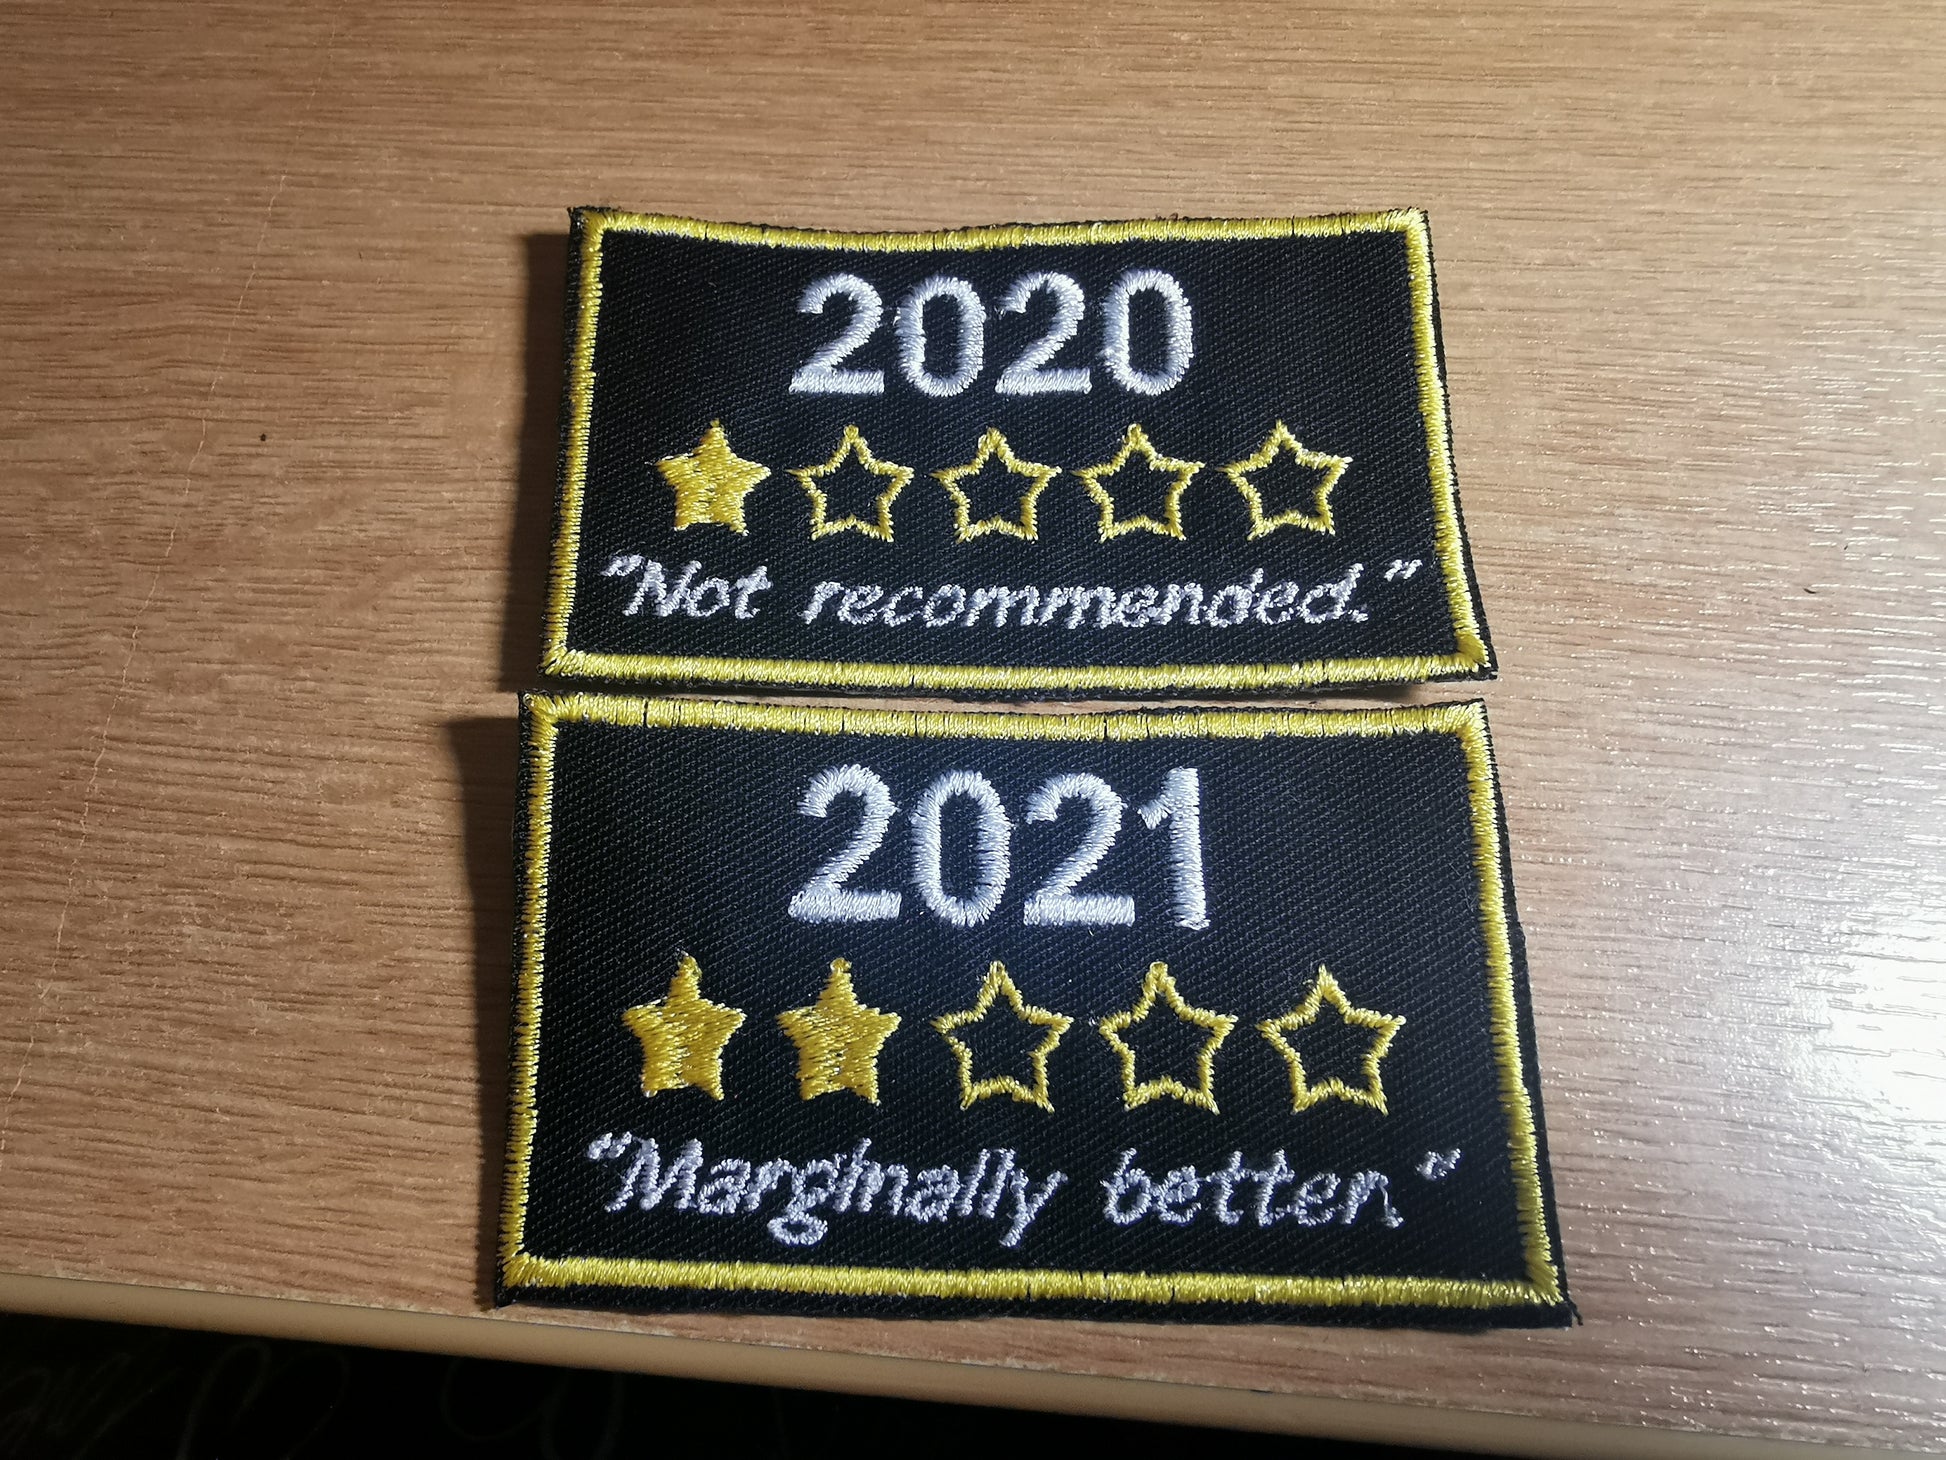 2020
"Not recommended."
2021
"Marginally better"